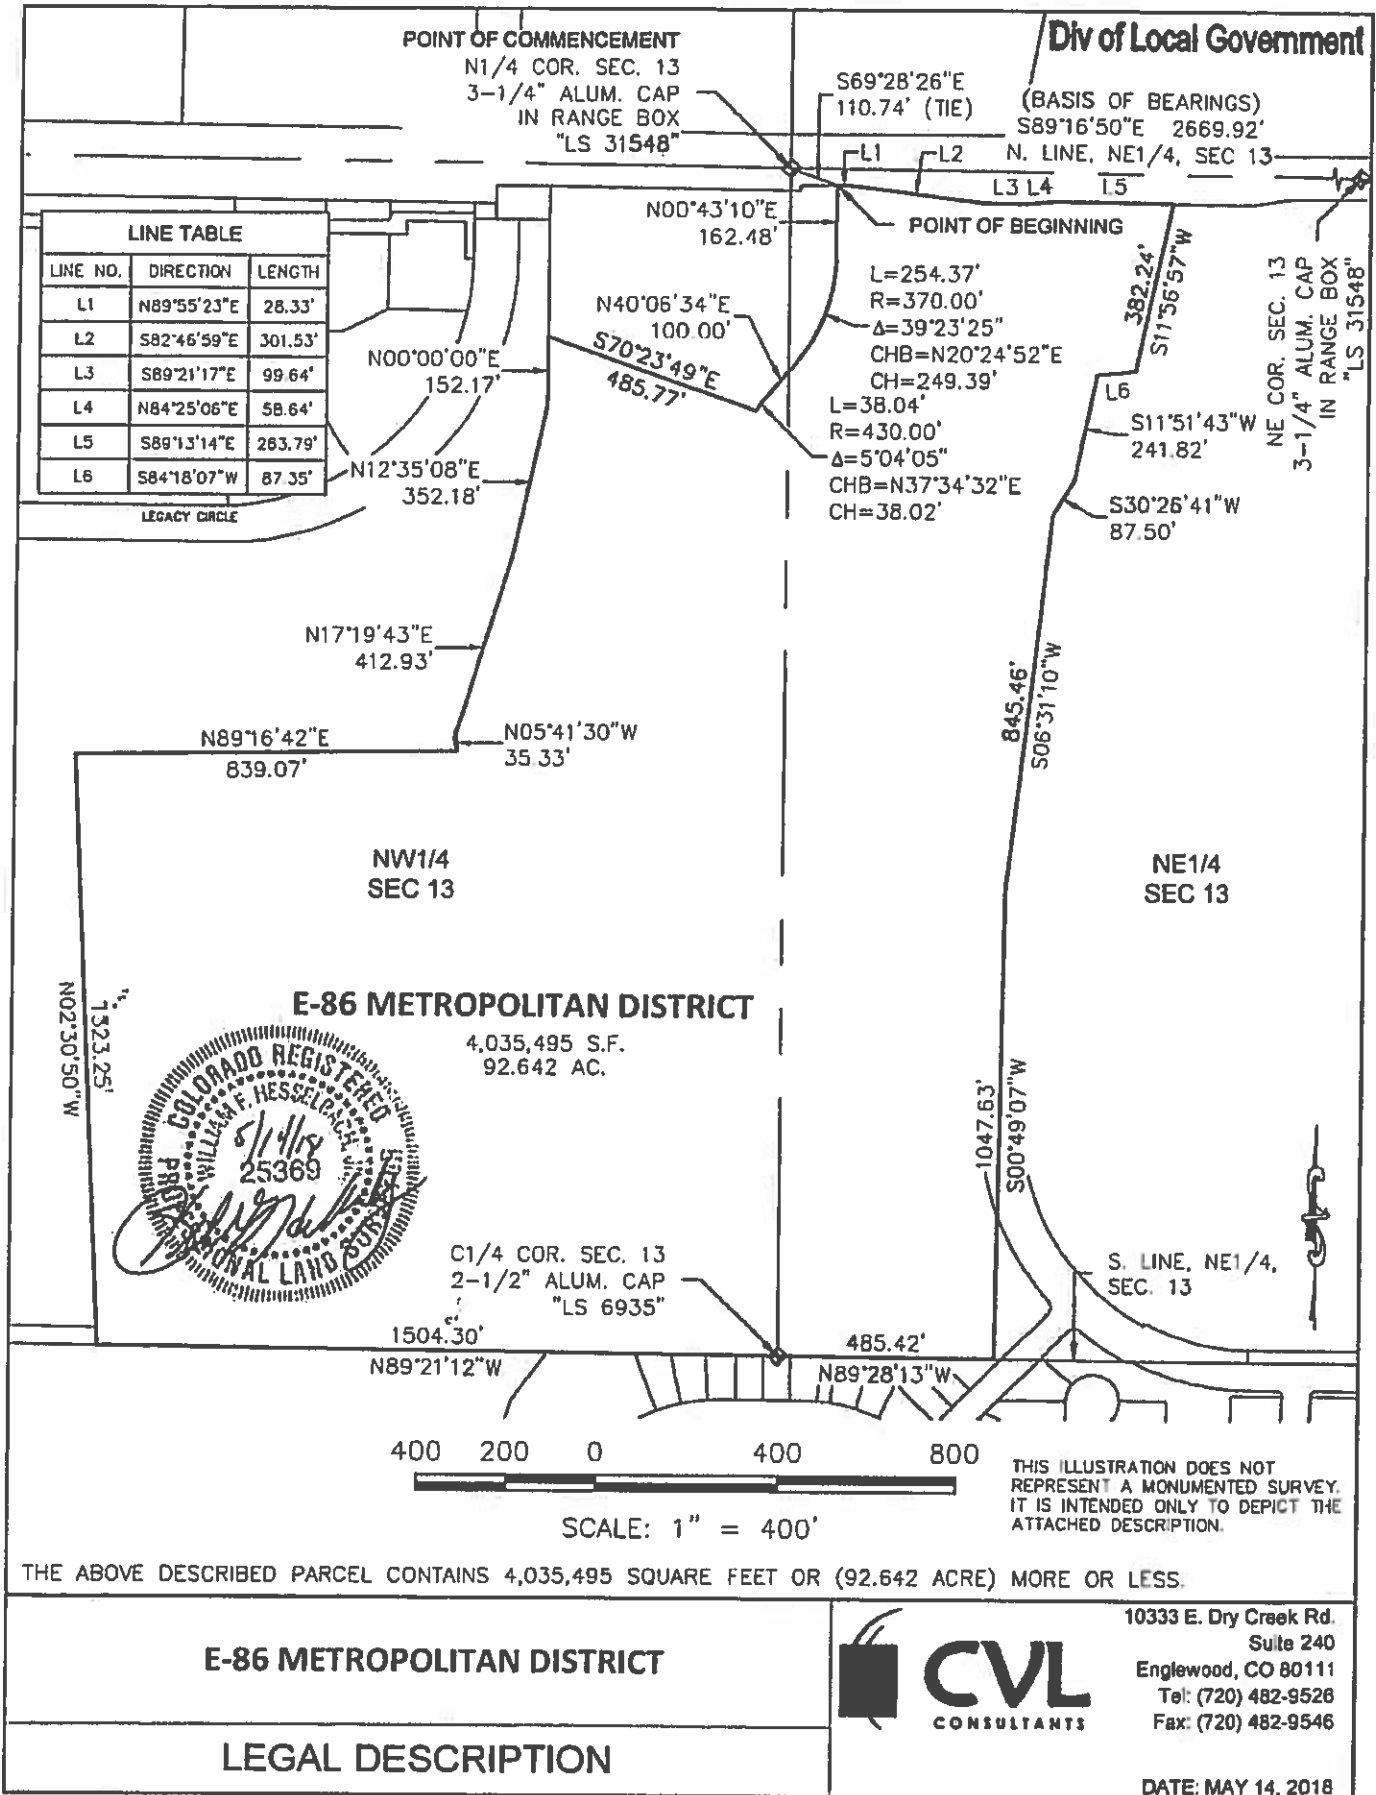 Div of Local Government
POINT OF COMMENCEMENT
N1/4 COR. SEC. 13
3-1/4" ALUM. CAP
IN RANGE BOX
"LS 31548"
S69°28'26"E
110.74' (TIE)
(BASIS OF BEARINGS)
S89°16'50"E 2669.92'
N. LINE, NE1/4, SEC 13
L1
L2
L3 L4 L5
N00°43'10"E
162.48'
POINT OF BEGINNING
LINE TABLE
LINE NO. DIRECTION LENGTH
L1 N89°55'23"E 28.33'
L2 S82°46'59"E 301.53'
L3 S89°21'17"E 99.64'
L4 N84°25'06"E 58.64'
L5 S89°13'14"E 263.79'
L6 S84°18'07"W 87.35'
LEGACY CIRCLE
L=254.37'
R=370.00'
Δ=39°23'25"
CHB=N20°24'52"E
CH=249.39'
N40°06'34"E
100.00'
S70°23'49"E
485.77'
L=38.04'
R=430.00'
Δ=5°04'05"
CHB=N37°34'32"E
CH=38.02'
382.24'
S11°56'57"W
NE COR. SEC. 13
3-1/4" ALUM. CAP
IN RANGE BOX
"LS 31548"
L6
S11°51'43"W
241.82'
S30°26'41"W
87.50'
N00°00'00"E
152.17'
N12°35'08"E
352.18'
N17°19'43"E
412.93'
N05°41'30"W
35.33'
N89°16'42"E
839.07'
845.46'
S06°31'10"W
NW1/4
SEC 13
NE1/4
SEC 13
E-86 METROPOLITAN DISTRICT
4,035,495 S.F.
92.642 AC.
N02°30'50"W
1323.25'
COLORADO REGISTERED
WILLIAM F. HESSELBACH JR.
5/14/18
25369
PROFESSIONAL LAND SURVEYOR
1047.63'
S00°49'07"W
C1/4 COR. SEC. 13
2-1/2" ALUM. CAP
"LS 6935"
S. LINE, NE1/4,
SEC. 13
1504.30'
N89°21'12"W
485.42'
N89°28'13"W
400 200 0 400 800
SCALE: 1" = 400'
THIS ILLUSTRATION DOES NOT
REPRESENT A MONUMENTED SURVEY.
IT IS INTENDED ONLY TO DEPICT THE
ATTACHED DESCRIPTION.
THE ABOVE DESCRIBED PARCEL CONTAINS 4,035,495 SQUARE FEET OR (92.642 ACRE) MORE OR LESS.
E-86 METROPOLITAN DISTRICT
LEGAL DESCRIPTION
CVL
CONSULTANTS
10333 E. Dry Creek Rd.
Suite 240
Englewood, CO 80111
Tel: (720) 482-9526
Fax: (720) 482-9546
DATE: MAY 14, 2018